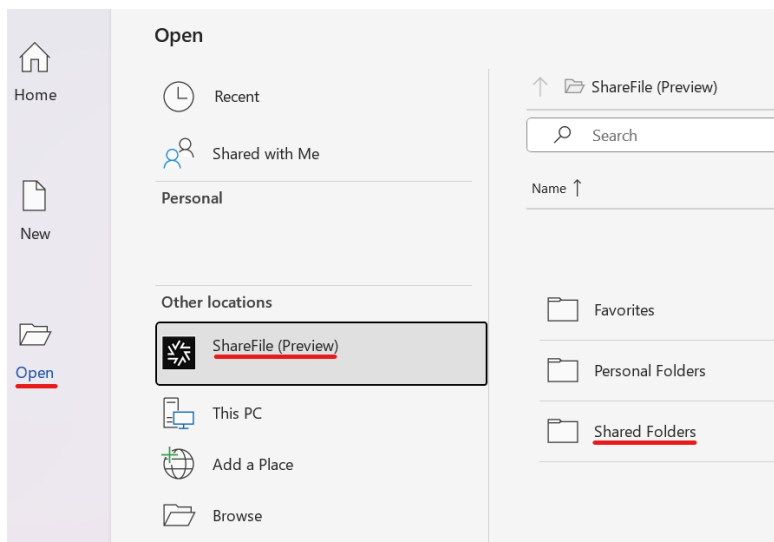 Open
Home
New
Open
Recent
Shared with Me
Personal
Other locations
ShareFile (Preview)
This PC
Add a Place
Browse
ShareFile (Preview)
Search
Name
Favorites
Personal Folders
Shared Folders